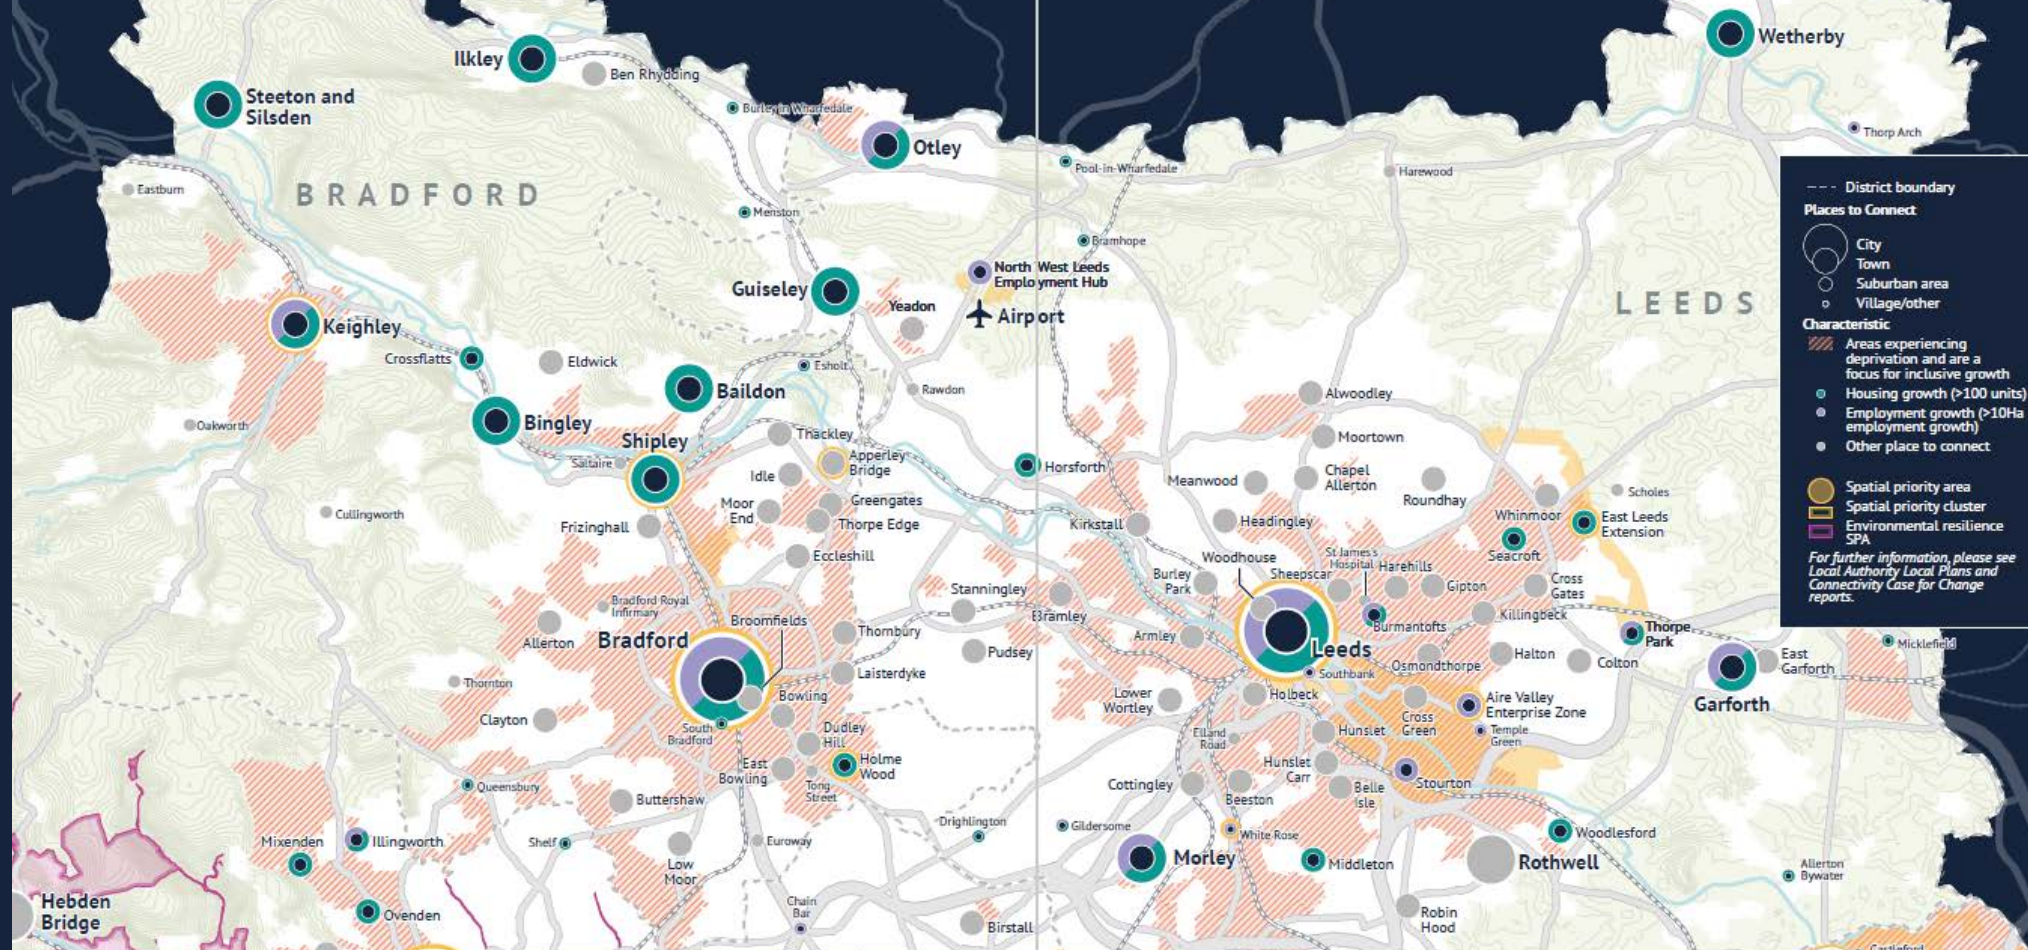 Ilkley
Ben Rhydding
Wetherby
Steeton and
Silsden
Burley in Wharfedale
Otley
Thorp Arch
Pool-in-Wharfedale
Harewood
Eastburn
BRADFORD
Menston
Bramhope
North West Leeds
Employment Hub
Guiseley
Yeadon
Airport
LEEDS
Keighley
Crossflatts
Eldwick
Esholt
Baildon
Rawdon
Alwoodley
Oakworth
Bingley
Shipley
Thackley
Moortown
Saltaire
Apperley
Bridge
Horsforth
Idle
Meanwood
Chapel
Allerton
Roundhay
Scholes
Cullingworth
Moor
End
Greengates
Thorpe Edge
Frizinghall
Kirkstall
Headingley
Whinmoor
East Leeds
Extension
Eccleshill
Woodhouse
St James's
Hospital
Harehills
Seacroft
Sheepscar
Burley
Park
Gipton
Cross
Gates
Stanningley
Bradford Royal
Infirmary
Broomfields
Bramley
Killingbeck
Allerton
Bradford
Thornbury
Armley
Burmantofts
Thorpe
Park
Micklefield
Pudsey
Leeds
Halton
Colton
East
Garforth
Osmondthorpe
Laisterdyke
Southbank
Thornton
Bowling
Lower
Wortley
Holbeck
Aire Valley
Enterprise Zone
Garforth
Clayton
South
Bradford
Dudley
Hill
Elland
Road
Hunslet
Cross
Green
Temple
Green
Holme
Wood
East
Bowling
Hunslet
Carr
Tong
Street
Queensbury
Buttershaw
Cottingley
Beeston
Belle
Isle
Stourton
Drighlington
Gildersome
White Rose
Woodlesford
Mixenden
Illingworth
Shelf
Euroway
Low
Moor
Morley
Middleton
Rothwell
Allerton
Bywater
Hebden
Bridge
Ovenden
Chain
Bar
Birstall
Robin
Hood
Castleford
District boundary
Places to Connect
City
Town
Suburban area
Village/other
Characteristic
Areas experiencing
deprivation and are a
focus for inclusive growth
Housing growth (>100 units)
Employment growth (>10Ha
employment growth)
Other place to connect
Spatial priority area
Spatial priority cluster
Environmental resilience
SPA
For further information, please see
Local Authority Local Plans and
Connectivity Case for Change
reports.